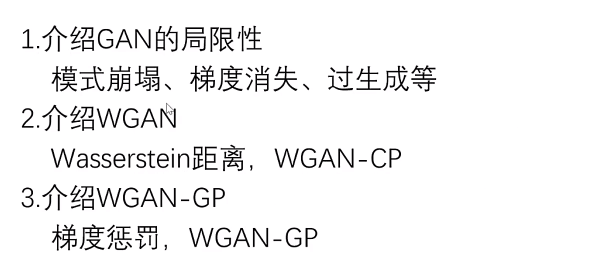 1.介绍GAN的局限性
模式崩塌、梯度消失、过生成等
2.介绍WGAN
Wasserstein距离，WGAN-CP
3.介绍WGAN-GP
梯度惩罚，WGAN-GP